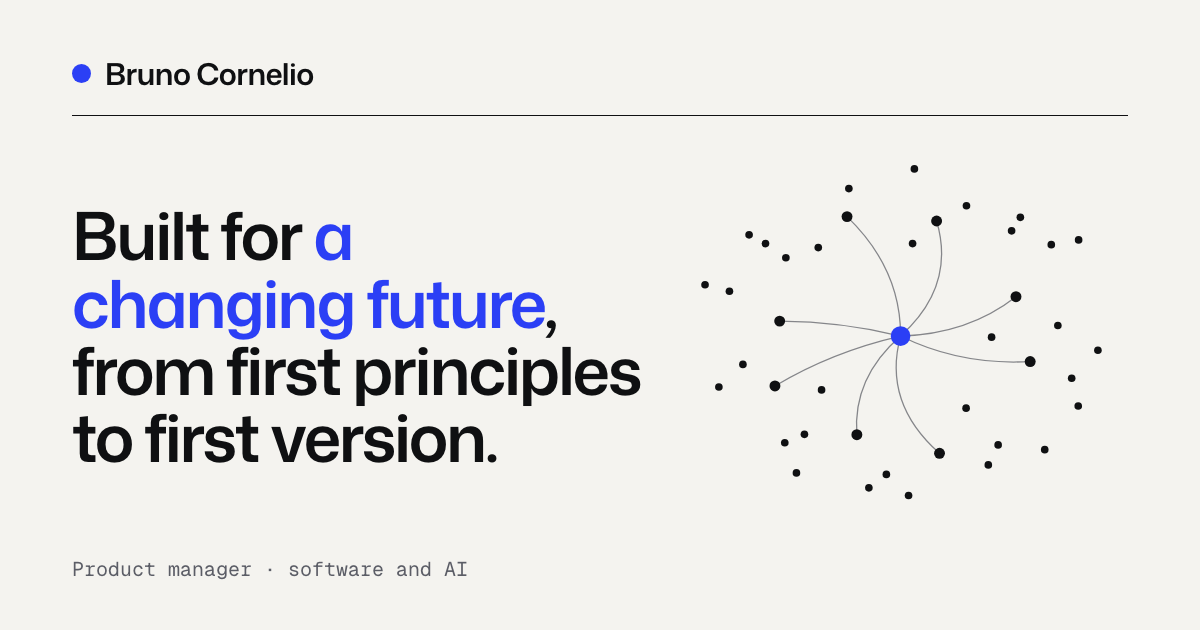 Bruno Cornelio
Built for a
changing future,
from first principles
to first version.
Product manager · software and AI